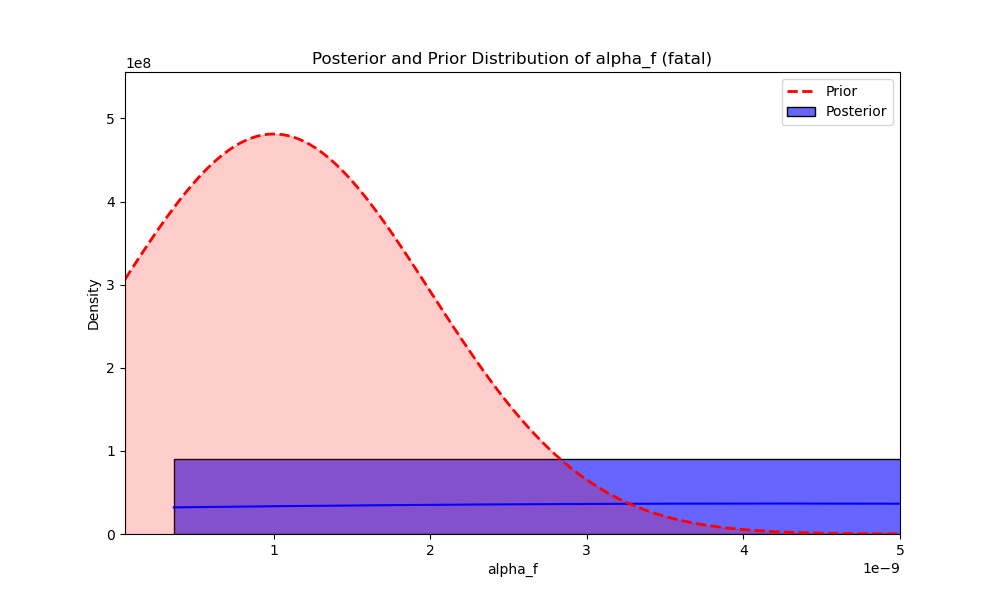 Posterior and Prior Distribution of alpha_f (fatal)
1e8
Prior
Posterior
5
4
3
2
1
0
Density
1
2
3
4
5
alpha_f
1e−9